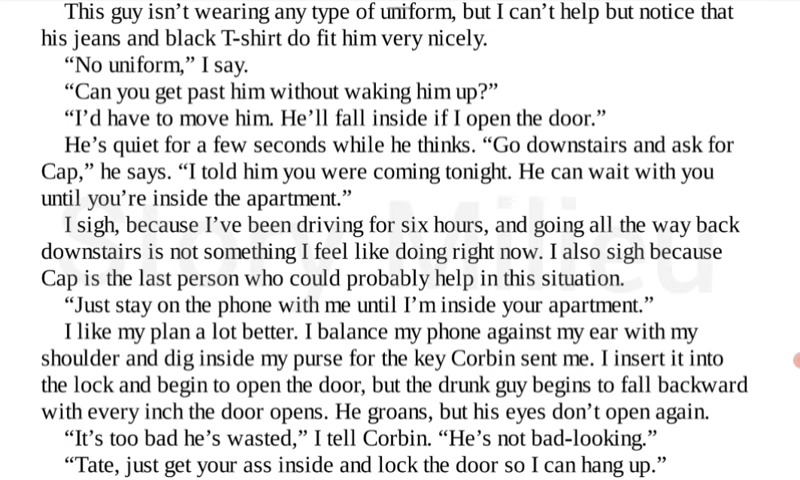 This guy isn’t wearing any type of uniform, but I can’t help but notice that
his jeans and black T-shirt do fit him very nicely.
“No uniform,” I say.
“Can you get past him without waking him up?”
“I’d have to move him. He’ll fall inside if I open the door.”
He’s quiet for a few seconds while he thinks. “Go downstairs and ask for
Cap,” he says. “I told him you were coming tonight. He can wait with you
until you’re inside the apartment.”
I sigh, because I’ve been driving for six hours, and going all the way back
downstairs is not something I feel like doing right now. I also sigh because
Cap is the last person who could probably help in this situation.
“Just stay on the phone with me until I’m inside your apartment.”
I like my plan a lot better. I balance my phone against my ear with my
shoulder and dig inside my purse for the key Corbin sent me. I insert it into
the lock and begin to open the door, but the drunk guy begins to fall backward
with every inch the door opens. He groans, but his eyes don’t open again.
“It’s too bad he’s wasted,” I tell Corbin. “He’s not bad-looking.”
“Tate, just get your ass inside and lock the door so I can hang up.”